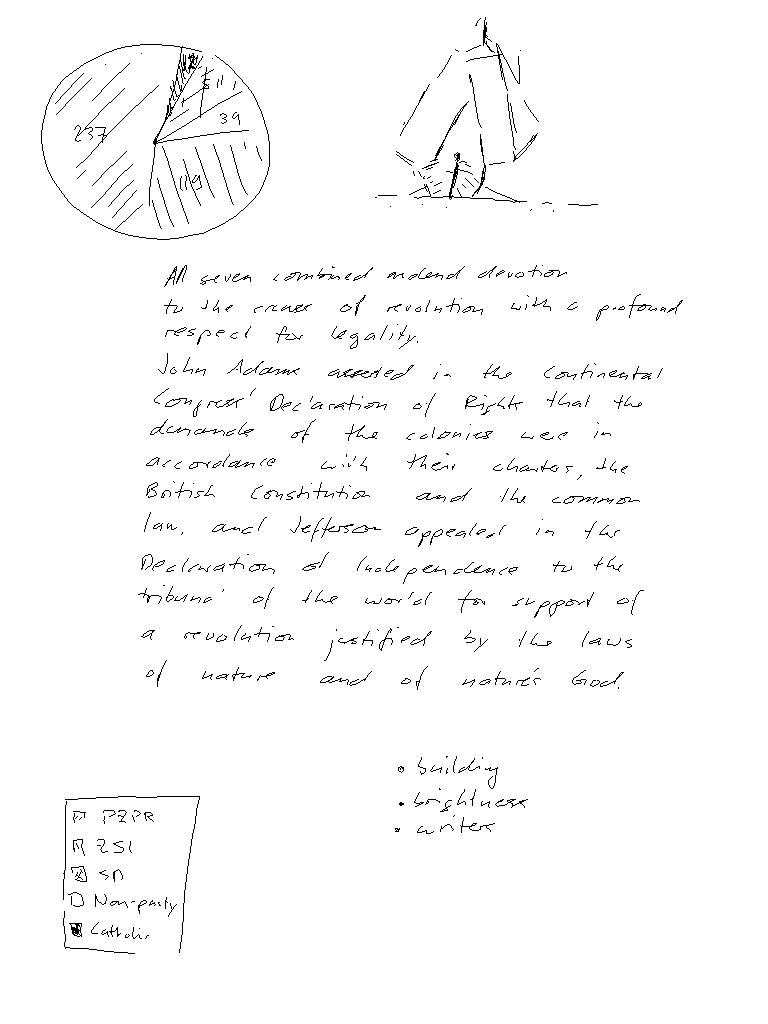 237
39
119
All seven combined ardend devotion
to the cause of revolution with a profound
respect for legality.
John Adams asserted in the Continental
Congress' Declaration of Rights that the
demands of the colonies were in
accordance with their charters, the
British Constitution and the common
law, and Jefferson appealed in the
Declaration of Independence to the
tribunal of the world for support of
a revolution justified by the laws
of nature and of nature's God.
• building
• brightness
• writers
PZPR
ZSL
SD
Non-party
Catholic